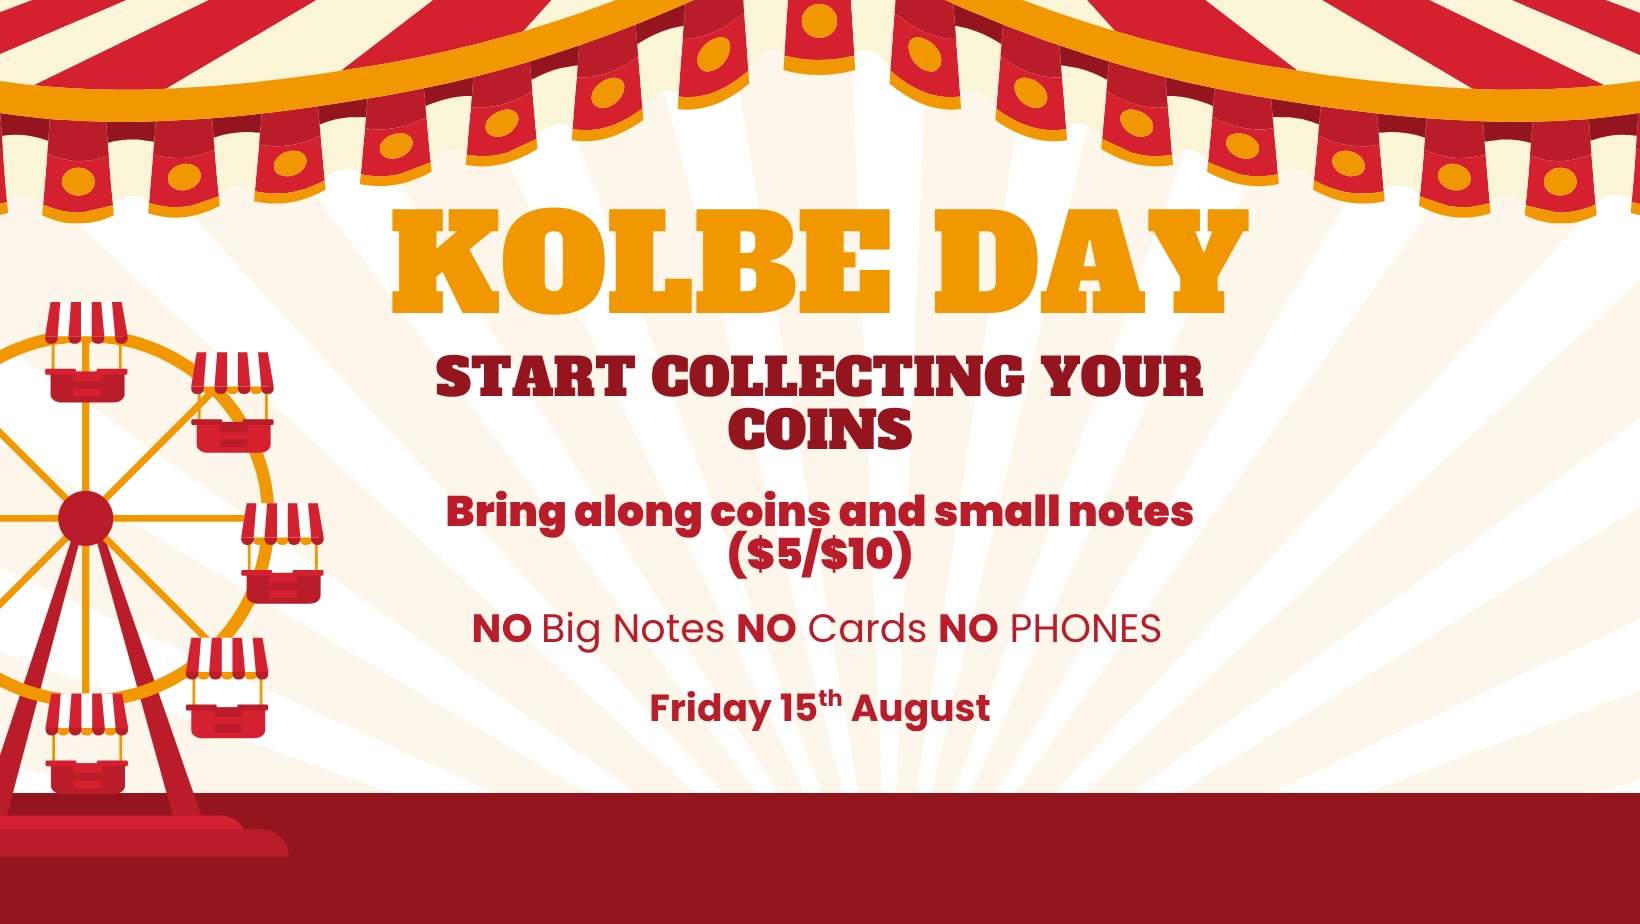 KOLBE DAY
START COLLECTING YOUR
COINS
Bring along coins and small notes
($5/$10)
NO Big Notes NO Cards NO PHONES
Friday 15th August